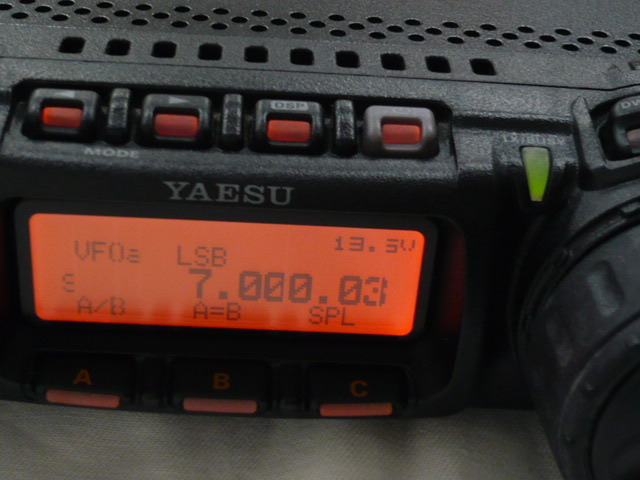 DSP
MODE
YAESU
VFOa LSB 13.5V
S 7.000.03
A/B A=B SPL
A B C